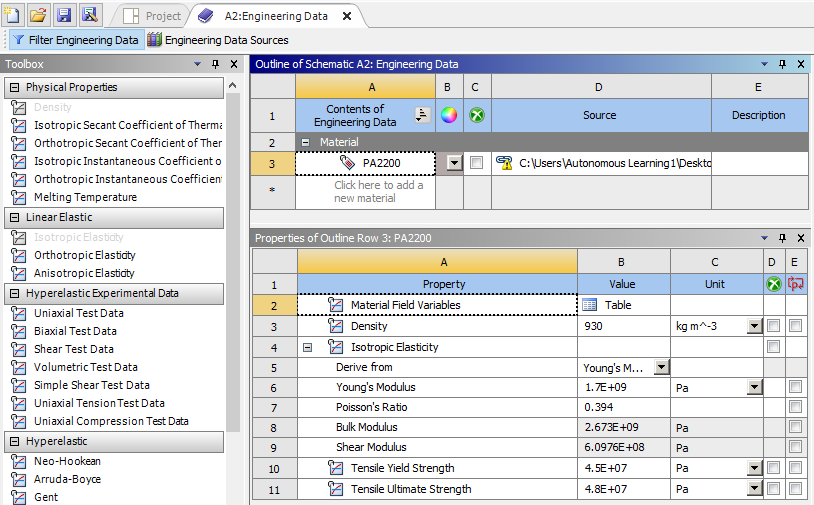 Project
A2:Engineering Data
Filter Engineering Data
Engineering Data Sources
Toolbox
Physical Properties
Density
Isotropic Secant Coefficient of Therma
Orthotropic Secant Coefficient of Ther
Isotropic Instantaneous Coefficient o
Orthotropic Instantaneous Coefficien
Melting Temperature
Linear Elastic
Isotropic Elasticity
Orthotropic Elasticity
Anisotropic Elasticity
Hyperelastic Experimental Data
Uniaxial Test Data
Biaxial Test Data
Shear Test Data
Volumetric Test Data
Simple Shear Test Data
Uniaxial Tension Test Data
Uniaxial Compression Test Data
Hyperelastic
Neo-Hookean
Arruda-Boyce
Gent
Outline of Schematic A2: Engineering Data
A B C D E
1 Contents of
Engineering Data Source Description
2 Material
3 PA2200 C:\Users\Autonomous Learning1\Deskto
* Click here to add a
new material
Properties of Outline Row 3: PA2200
A B C D E
1 Property Value Unit
2 Material Field Variables Table
3 Density 930 kg m^-3
4 Isotropic Elasticity
5 Derive from Young's M...
6 Young's Modulus 1.7E+09 Pa
7 Poisson's Ratio 0.394
8 Bulk Modulus 2.673E+09 Pa
9 Shear Modulus 6.0976E+08 Pa
10 Tensile Yield Strength 4.5E+07 Pa
11 Tensile Ultimate Strength 4.8E+07 Pa